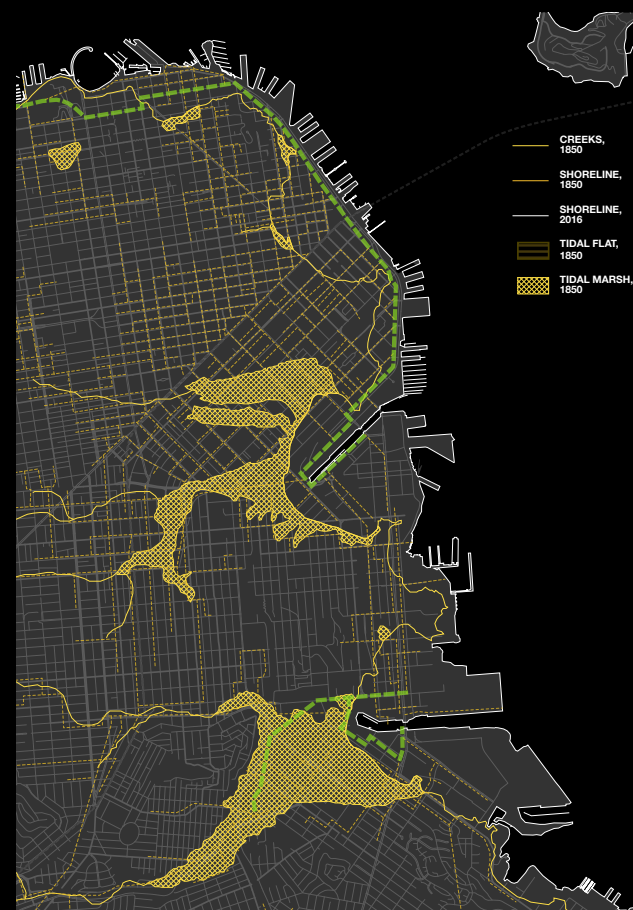 CREEKS,
1850
SHORELINE,
1850
SHORELINE,
2016
TIDAL FLAT,
1850
TIDAL MARSH,
1850